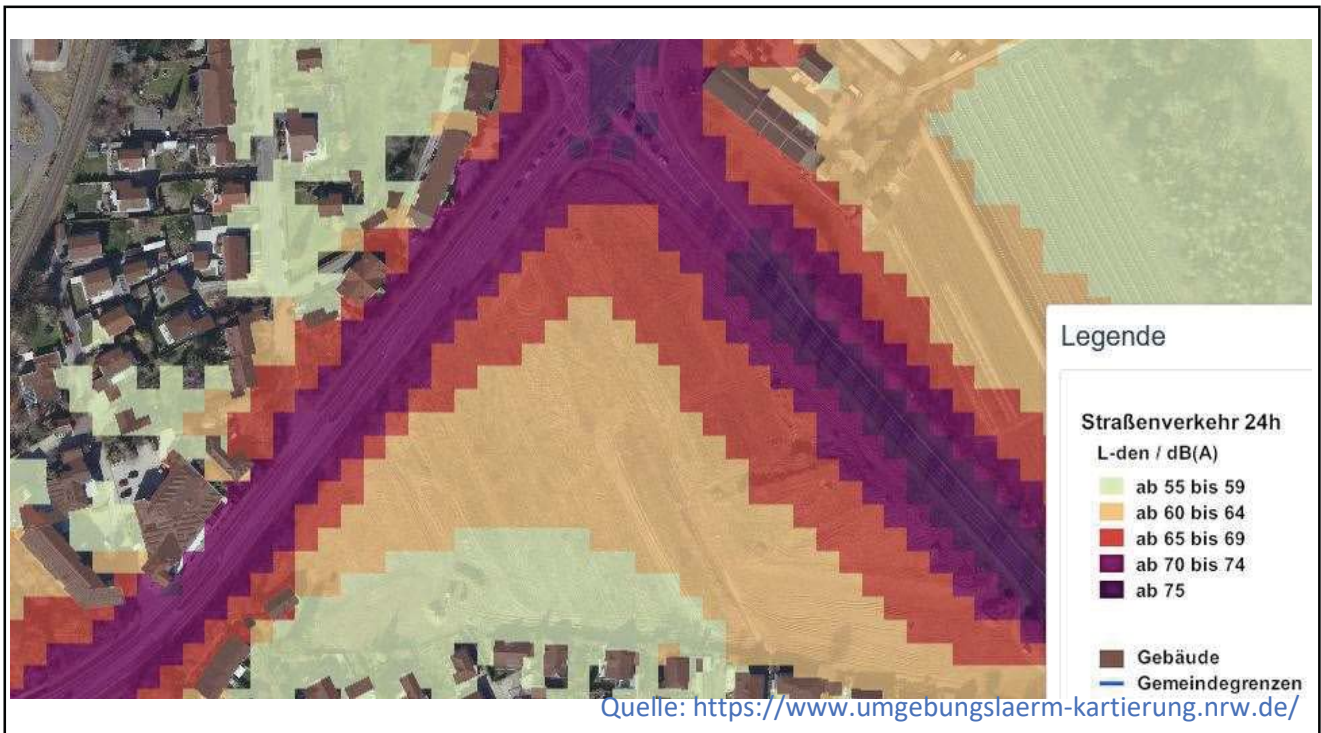 Legende
Straßenverkehr 24h
L-den / dB(A)
ab 55 bis 59
ab 60 bis 64
ab 65 bis 69
ab 70 bis 74
ab 75
Gebäude
Gemeindegrenzen
Quelle: https://www.umgebungslaerm-kartierung.nrw.de/